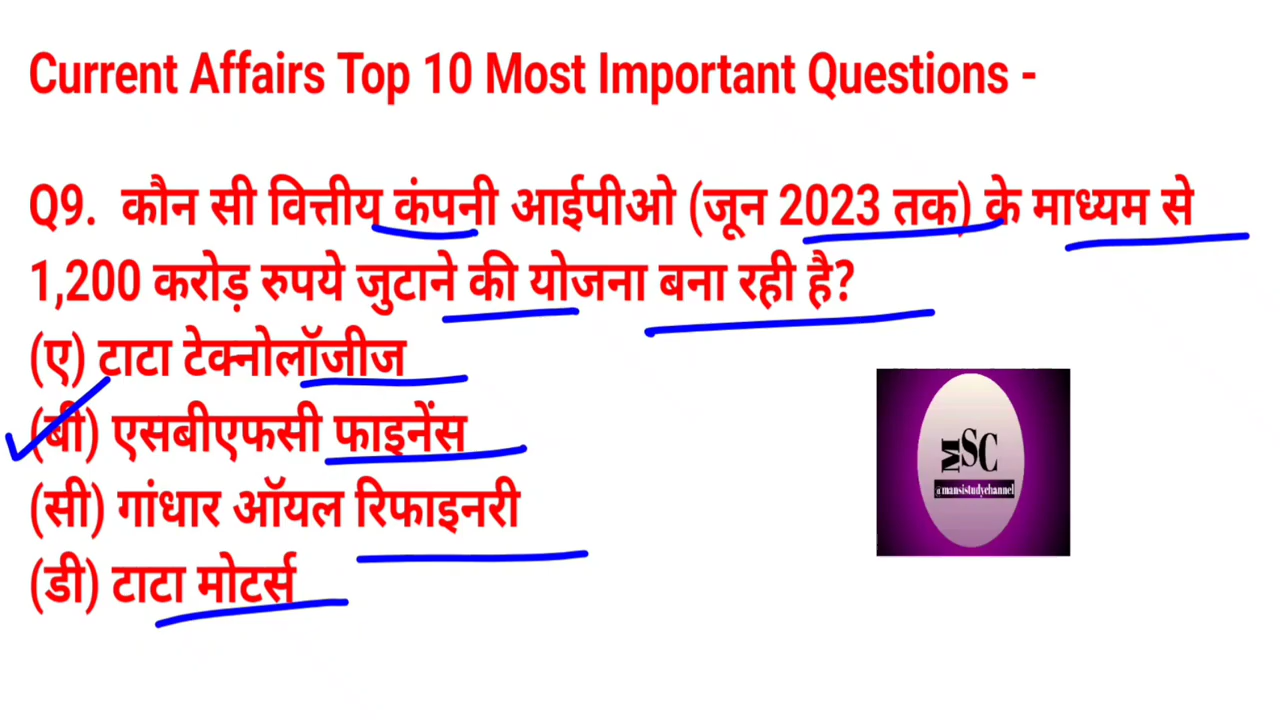 Current Affairs Top 10 Most Important Questions -
Q9. कौन सी वित्तीय कंपनी आईपीओ (जून 2023 तक) के माध्यम से
1,200 करोड़ रुपये जुटाने की योजना बना रही है?
(ए) टाटा टेक्नोलॉजीज
(बी) एसबीएफसी फाइनेंस
(सी) गांधार ऑयल रिफाइनरी
(डी) टाटा मोटर्स
MSC
@mansistudychannel